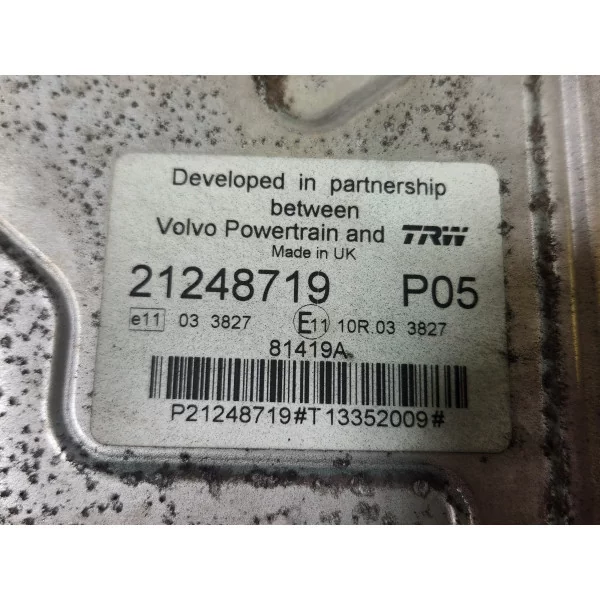 Developed in partnership
between
Volvo Powertrain and TRW
Made in UK
21248719 P05
e11 03 3827 E11 10R.03 3827
81419A
P21248719#T13352009#